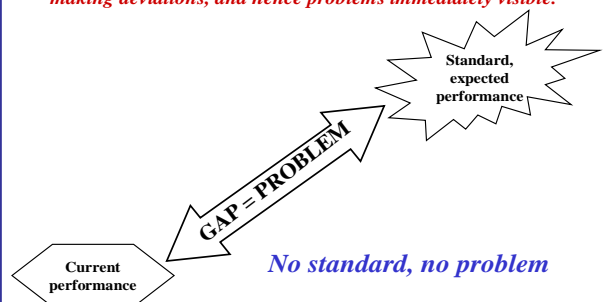 making deviations, and hence problems immediately visible.
Standard,
expected
performance
GAP = PROBLEM
No standard, no problem
Current
performance